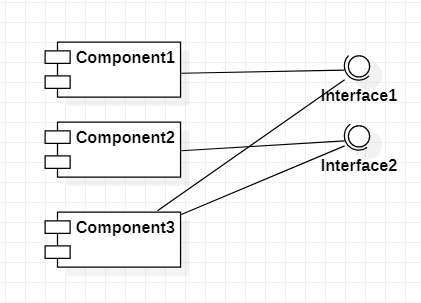 Component1
Interface1
Component2
Interface2
Component3